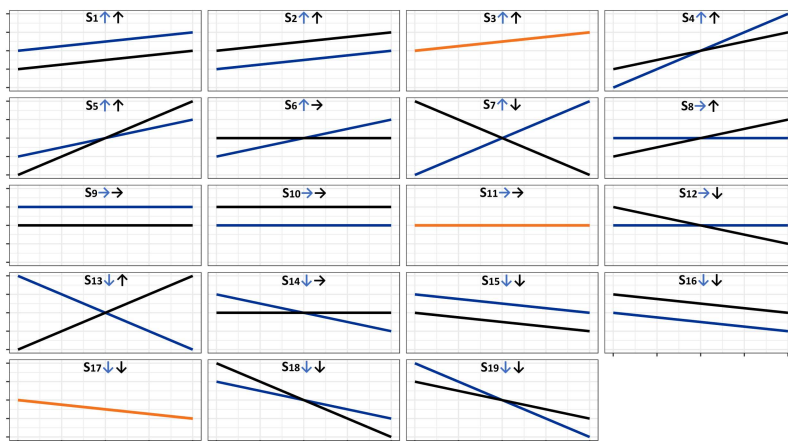 S1↑↑
S2↑↑
S3↑↓
S4↑↑
S5↑↑
S6↑→
S7↑↓
S8→↑
S9→→
S10→→
S11→→
S12→↓
S13↓↑
S14↓→
S15↓↓
S16↓↓
S17↓↓
S18↓↓
S19↓↓